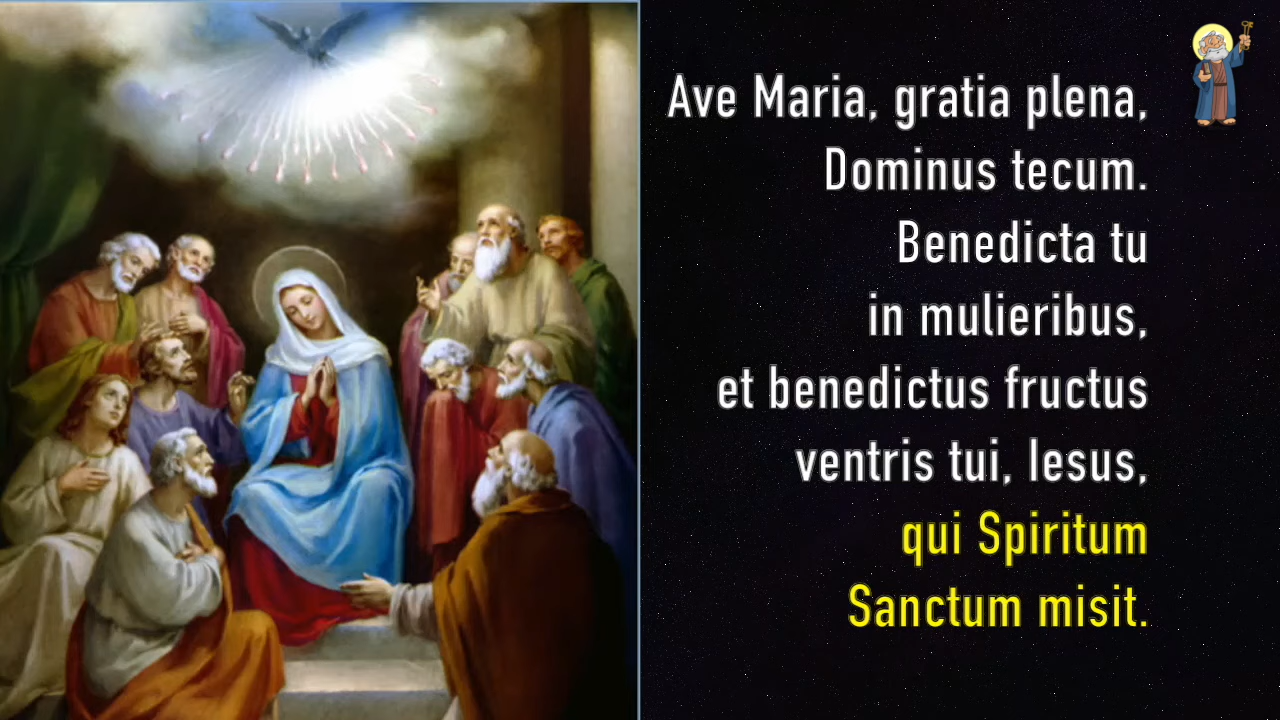 Ave Maria, gratia plena,
Dominus tecum.
Benedicta tu
in mulieribus,
et benedictus fructus
ventris tui, Iesus,
qui Spiritum
Sanctum misit.